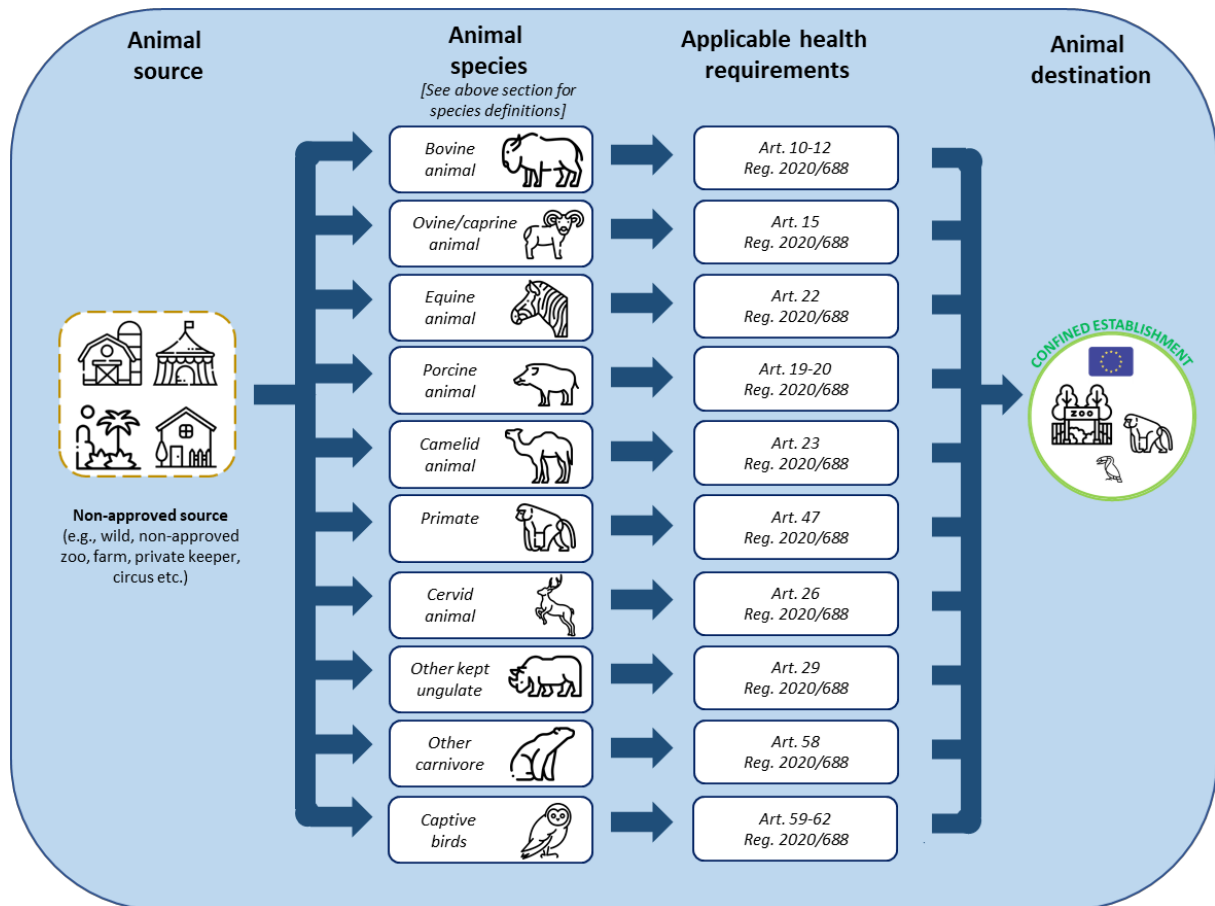 Animal
source
Animal
species
[See above section for
species definitions]
Applicable health
requirements
Animal
destination
Non-approved source
(e.g., wild, non-approved
zoo, farm, private keeper,
circus etc.)
Bovine
animal
Art. 10-12
Reg. 2020/688
Ovine/caprine
animal
Art. 15
Reg. 2020/688
Equine
animal
Art. 22
Reg. 2020/688
Porcine
animal
Art. 19-20
Reg. 2020/688
Camelid
animal
Art. 23
Reg. 2020/688
Primate
Art. 47
Reg. 2020/688
Cervid
animal
Art. 26
Reg. 2020/688
Other kept
ungulate
Art. 29
Reg. 2020/688
Other
carnivore
Art. 58
Reg. 2020/688
Captive
birds
Art. 59-62
Reg. 2020/688
CONFINED ESTABLISHMENT
ZOO